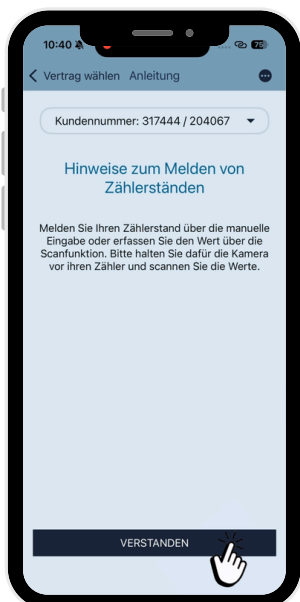 10:40
75
Vertrag wählen Anleitung
Kundennummer: 317444 / 204067
Hinweise zum Melden von
Zählerständen
Melden Sie Ihren Zählerstand über die manuelle
Eingabe oder erfassen Sie den Wert über die
Scanfunktion. Bitte halten Sie dafür die Kamera
vor ihren Zähler und scannen Sie die Werte.
VERSTANDEN